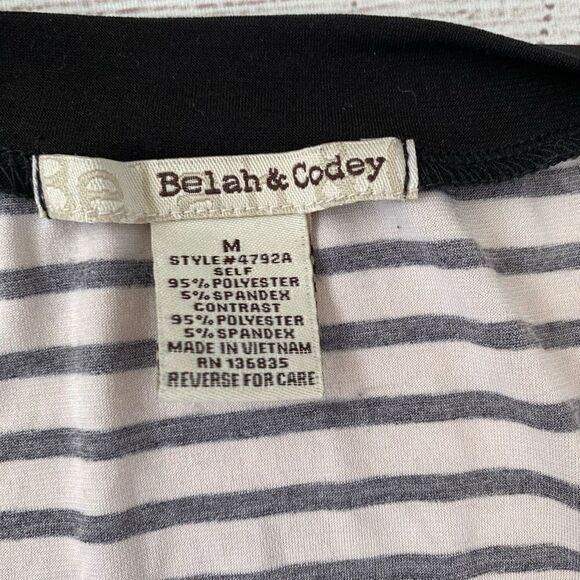 Belah & Codey
M
STYLE#4792A
SELF
95% POLYESTER
5% SPANDEX
CONTRAST
95% POLYESTER
5% SPANDEX
MADE IN VIETNAM
RN 136835
REVERSE FOR CARE